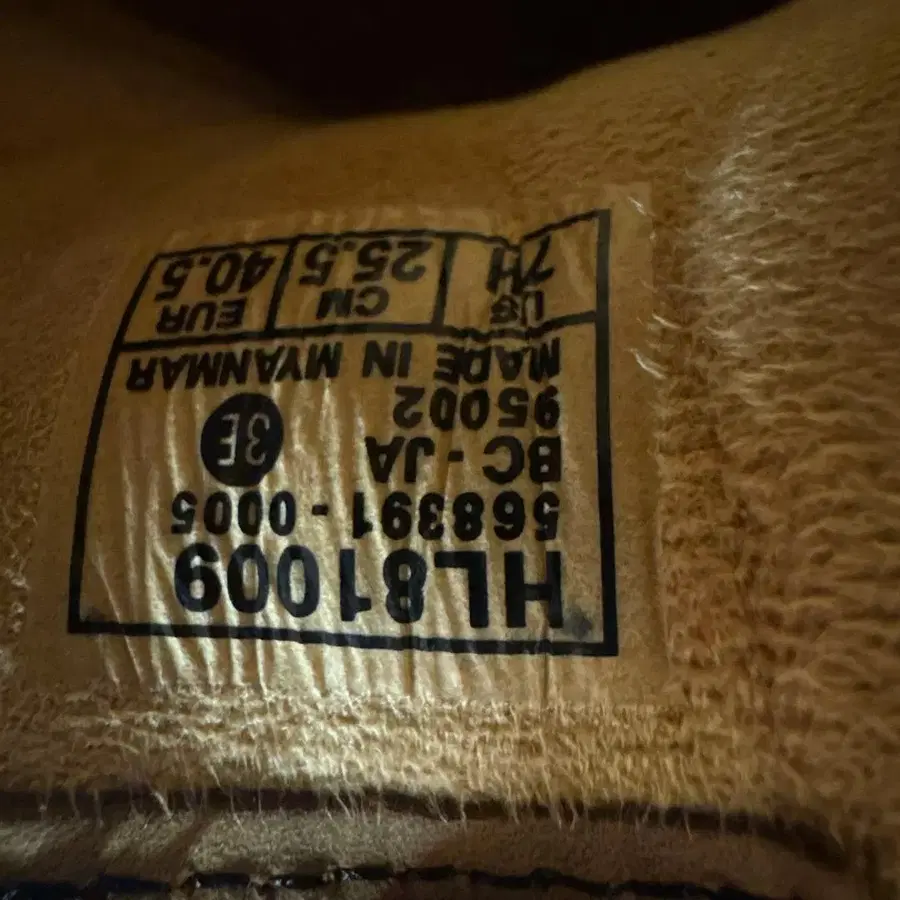 HL81009
568391-0005
BC-JA
95002
3E
MADE IN MYANMAR
US CM EUR
7H 25.5 40.5